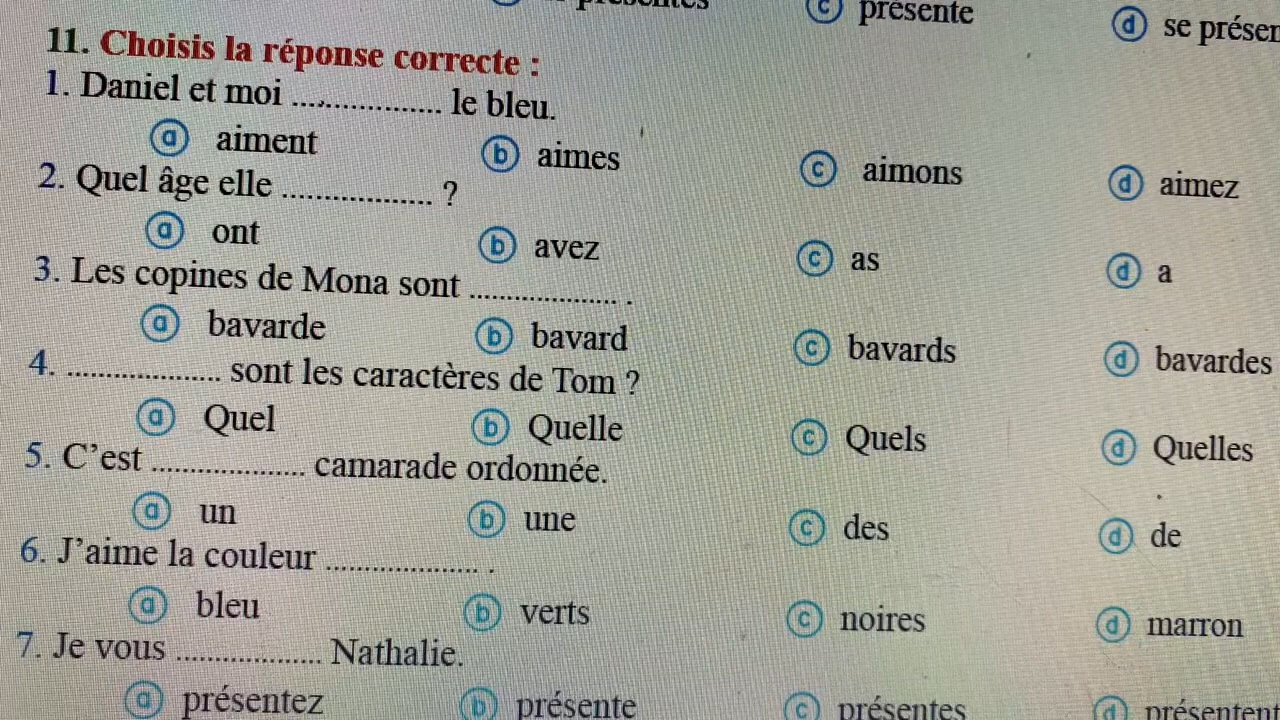 c présente d
11. Choisis la réponse correcte :
1. Daniel et moi .................. le bleu.
a aiment b aimes c aimons d aimez
2. Quel âge elle .................. ?
a ont b avez c as d a
3. Les copines de Mona sont .................. .
a bavarde b bavard c bavards d bavardes
4. .................. sont les caractères de Tom ?
a Quel b Quelle c Quels d Quelles
5. C'est .................. camarade ordonnée.
a un b une c des d de
6. J'aime la couleur .................. .
a bleu b verts c noires d marron
7. Je vous .................. Nathalie.
a présentez b présente c présentes d présentent